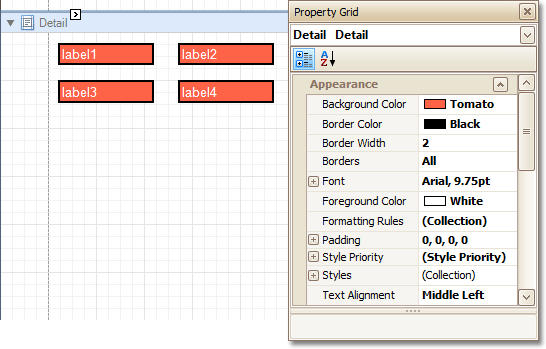 Detail
label1 label2
label3 label4
Property Grid
Detail Detail
A
Z
Appearance
Background Color Tomato
Border Color Black
Border Width 2
Borders All
Font Arial, 9.75pt
Foreground Color White
Formatting Rules (Collection)
Padding 0, 0, 0, 0
Style Priority (Style Priority)
Styles (Collection)
Text Alignment Middle Left